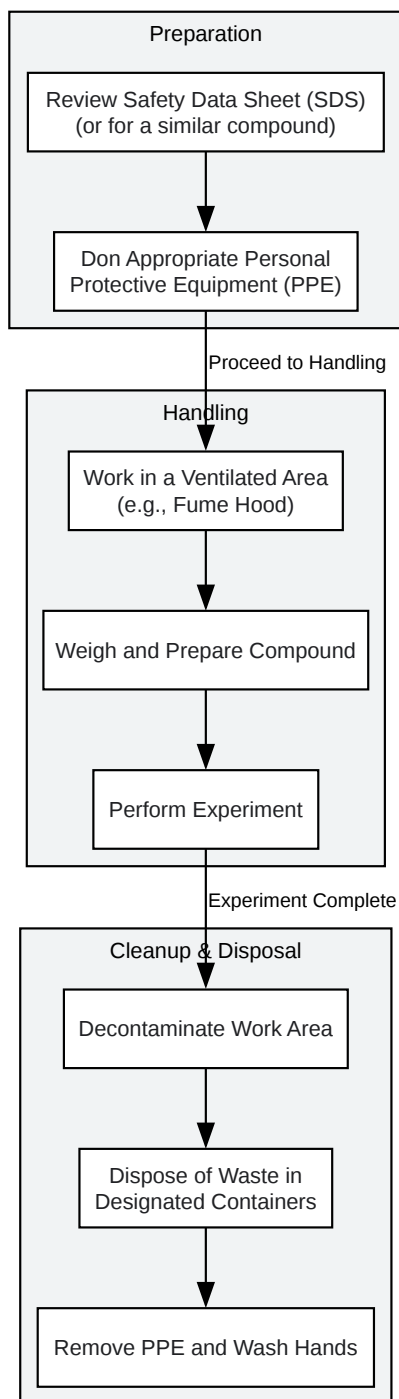 Preparation
Review Safety Data Sheet (SDS)
(or for a similar compound)
Don Appropriate Personal
Protective Equipment (PPE)
Proceed to Handling
Handling
Work in a Ventilated Area
(e.g., Fume Hood)
Weigh and Prepare Compound
Perform Experiment
Experiment Complete
Cleanup & Disposal
Decontaminate Work Area
Dispose of Waste in
Designated Containers
Remove PPE and Wash Hands